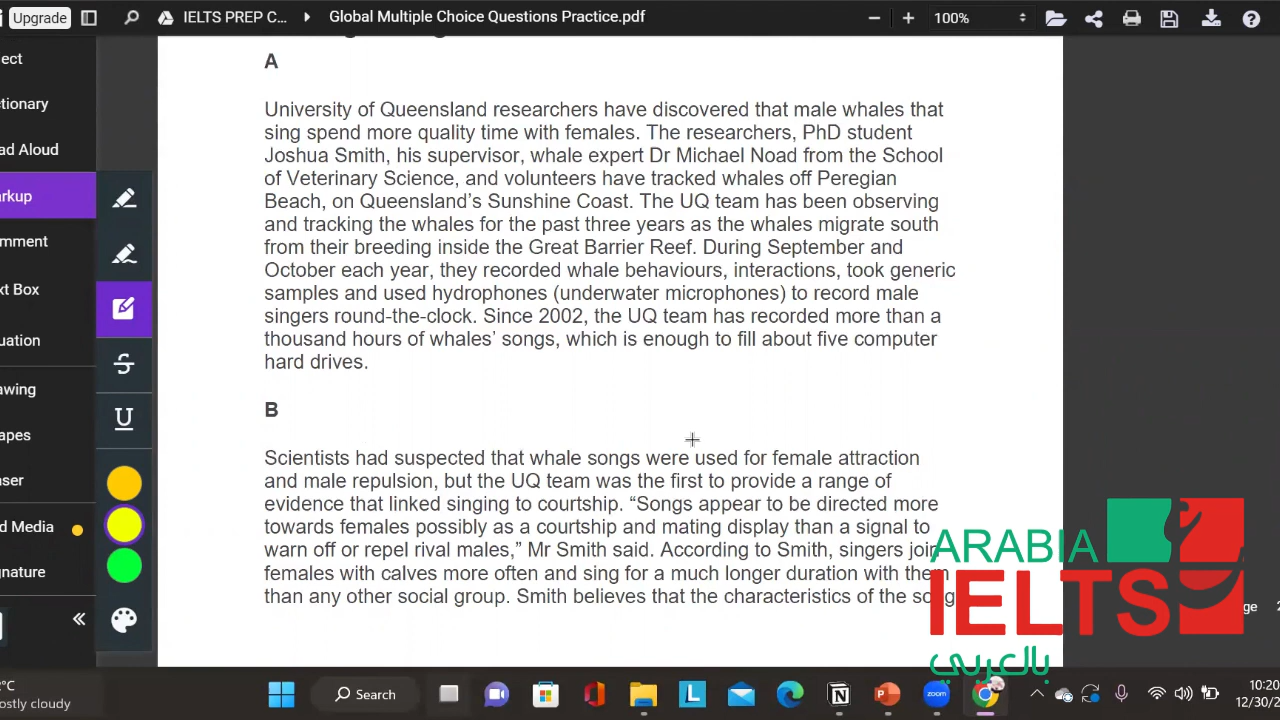 Upgrade
IELTS PREP C...
Global Multiple Choice Questions Practice.pdf
100%
A
University of Queensland researchers have discovered that male whales that
sing spend more quality time with females. The researchers, PhD student
Joshua Smith, his supervisor, whale expert Dr Michael Noad from the School
of Veterinary Science, and volunteers have tracked whales off Peregian
Beach, on Queensland's Sunshine Coast. The UQ team has been observing
and tracking the whales for the past three years as the whales migrate south
from their breeding inside the Great Barrier Reef. During September and
October each year, they recorded whale behaviours, interactions, took generic
samples and used hydrophones (underwater microphones) to record male
singers round-the-clock. Since 2002, the UQ team has recorded more than a
thousand hours of whales' songs, which is enough to fill about five computer
hard drives.
B
Scientists had suspected that whale songs were used for female attraction
and male repulsion, but the UQ team was the first to provide a range of
evidence that linked singing to courtship. “Songs appear to be directed more
towards females possibly as a courtship and mating display than a signal to
warn off or repel rival males,” Mr Smith said. According to Smith, singers join
females with calves more often and sing for a much longer duration with them
than any other social group. Smith believes that the characteristics of the song
ject
ctionary
ad Aloud
arkup
mment
xt Box
uation
awing
apes
ser
d Media
gnature
ARABIA
IELTS
بالعربي
age 2
°C
ostly cloudy
Search
L
N
P
zoom
10:20
12/30/2